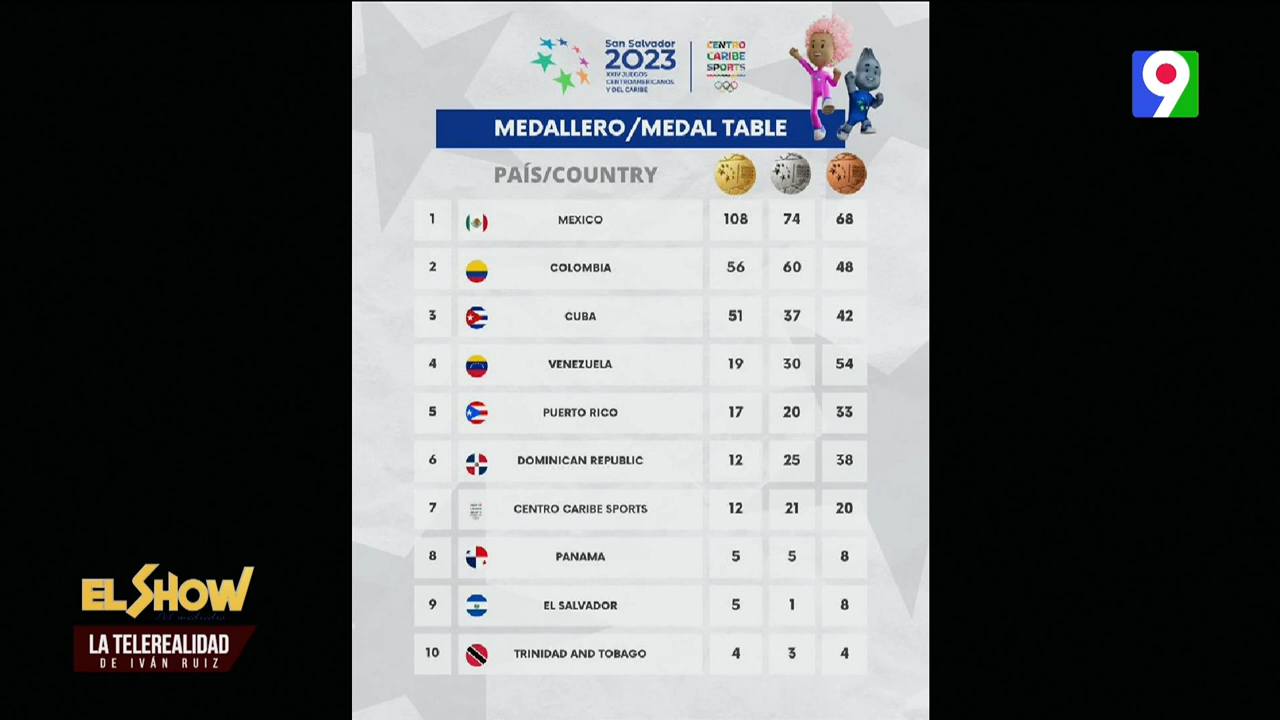 San Salvador
2023
XXIV JUEGOS
CENTROAMERICANOS
Y DEL CARIBE
CENTRO
CARIBE
SPORTS
9
MEDALLERO/MEDAL TABLE
PAÍS/COUNTRY
1 MEXICO 108 74 68
2 COLOMBIA 56 60 48
3 CUBA 51 37 42
4 VENEZUELA 19 30 54
5 PUERTO RICO 17 20 33
6 DOMINICAN REPUBLIC 12 25 38
7 CENTRO CARIBE SPORTS 12 21 20
8 PANAMA 5 5 8
9 EL SALVADOR 5 1 8
10 TRINIDAD AND TOBAGO 4 3 4
EL SHOW
LA TELEREALIDAD
DE IVÁN RUIZ